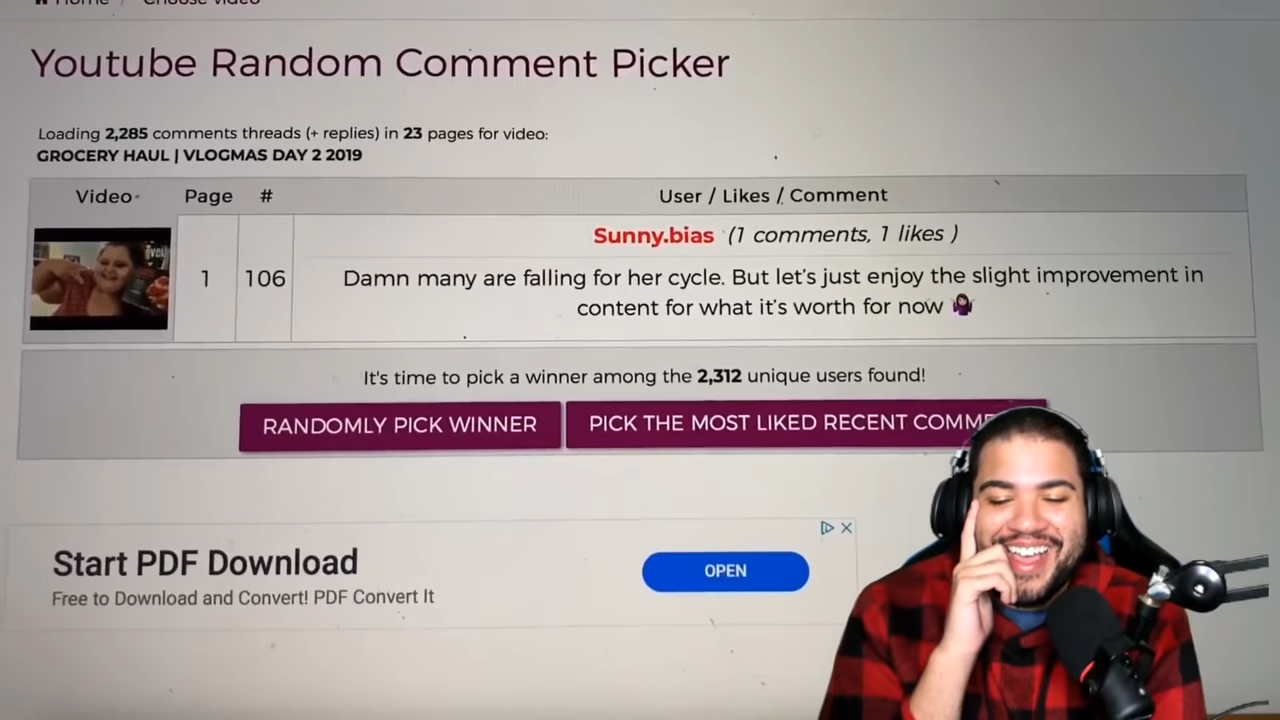 Home / Choose video
Youtube Random Comment Picker
Loading 2,285 comments threads (+ replies) in 23 pages for video:
GROCERY HAUL | VLOGMAS DAY 2 2019
Video Page # User / Likes / Comment
Sunny.bias (1 comments, 1 likes )
1 106 Damn many are falling for her cycle. But let's just enjoy the slight improvement in
content for what it's worth for now 🤷🏻‍♀️
It's time to pick a winner among the 2,312 unique users found!
RANDOMLY PICK WINNER PICK THE MOST LIKED RECENT COMME
Start PDF Download
Free to Download and Convert! PDF Convert It
OPEN